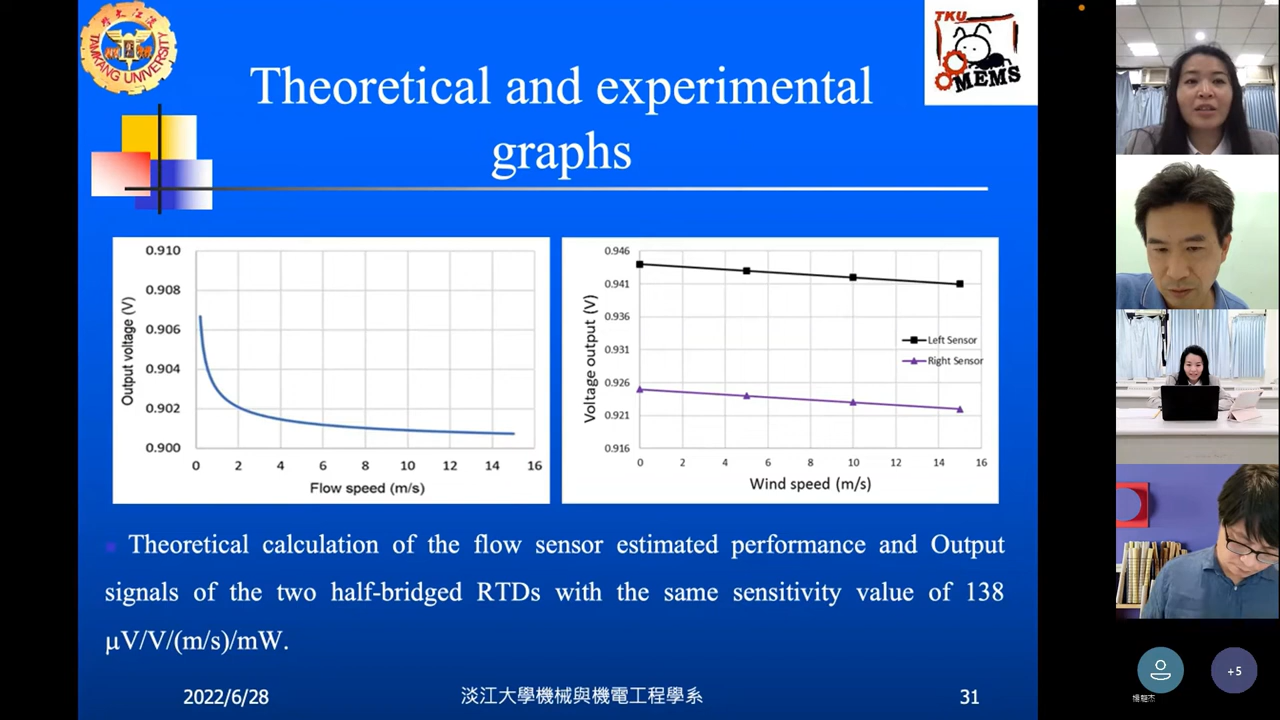 淡江大學
TAMKANG UNIVERSITY
TKU
MEMS
Theoretical and experimental
graphs
0.910
0.908
0.906
0.904
0.902
0.900
Output voltage (V)
0 2 4 6 8 10 12 14 16
Flow speed (m/s)
0.946
0.941
0.936
0.931
0.926
0.921
0.916
Voltage output (V)
Left Sensor
Right Sensor
0 2 4 6 8 10 12 14 16
Wind speed (m/s)
Theoretical calculation of the flow sensor estimated performance and Output
signals of the two half-bridged RTDs with the same sensitivity value of 138
µV/V/(m/s)/mW.
2022/6/28
淡江大學機械與機電工程學系
31
+5